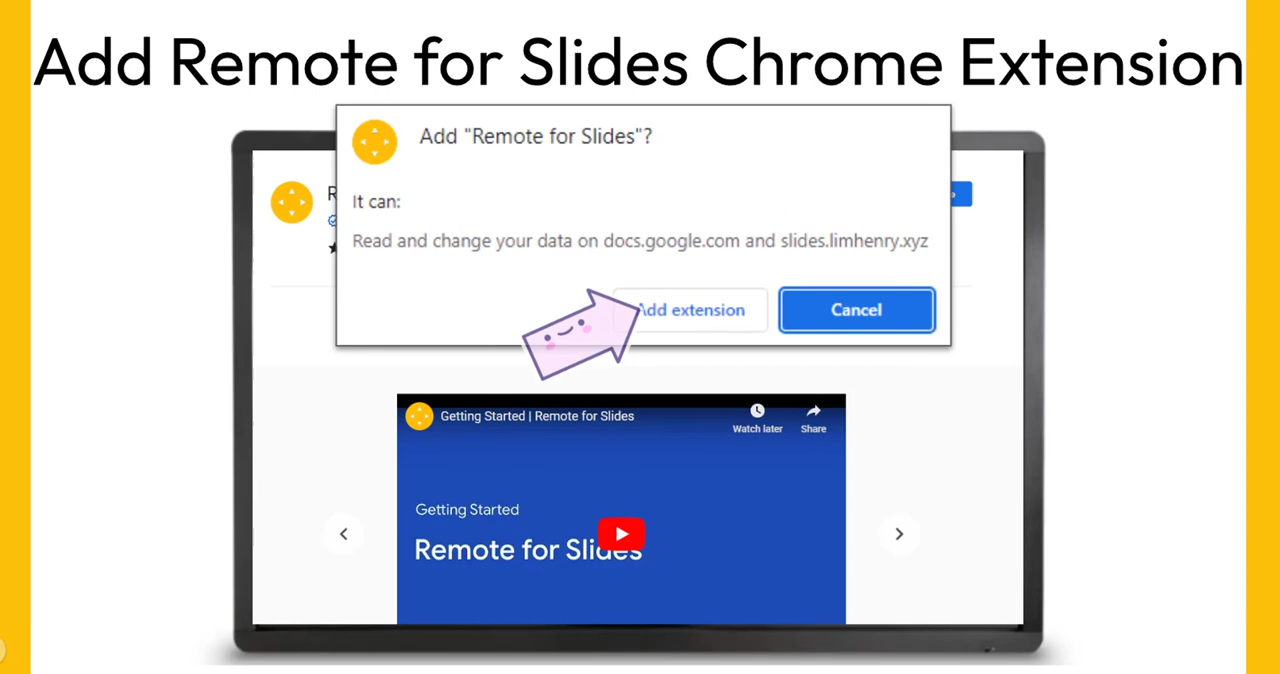 Add Remote for Slides Chrome Extension
Add "Remote for Slides"?
It can:
Read and change your data on docs.google.com and slides.limhenry.xyz
Add extension
Cancel
Getting Started | Remote for Slides
Watch later
Share
Getting Started
Remote for Slides